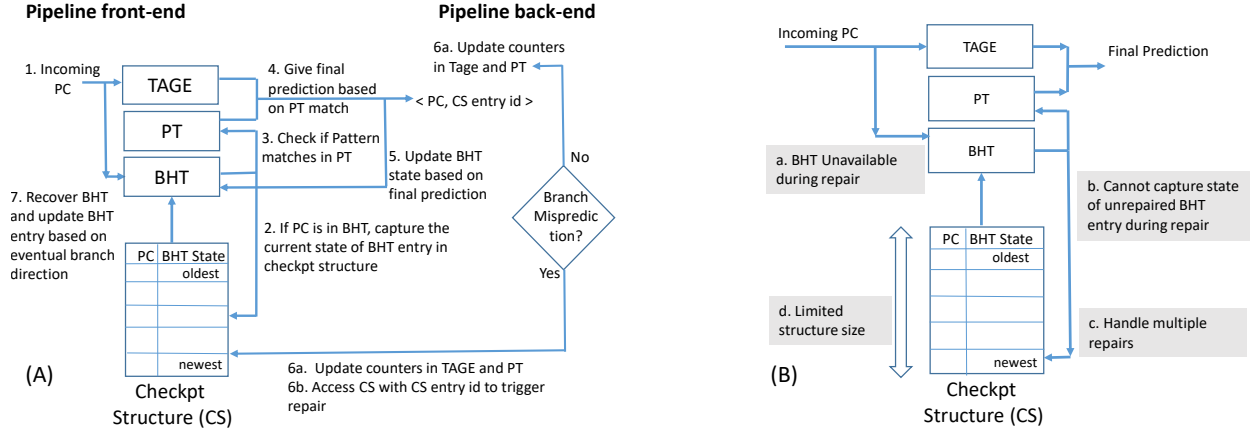 Pipeline front-end
Pipeline back-end
1. Incoming
PC
TAGE
PT
BHT
4. Give final
prediction based
on PT match
3. Check if Pattern
matches in PT
5. Update BHT
state based on
final prediction
6a. Update counters
in Tage and PT
< PC, CS entry id >
No
Branch
Mispredic
tion?
Yes
7. Recover BHT
and update BHT
entry based on
eventual branch
direction
2. If PC is in BHT, capture the
current state of BHT entry in
checkpt structure
PC BHT State
oldest
newest
6a. Update counters in TAGE and PT
6b. Access CS with CS entry id to trigger
repair
(A)
Checkpt
Structure (CS)
Incoming PC
TAGE
PT
BHT
Final Prediction
a. BHT Unavailable
during repair
b. Cannot capture state
of unrepaired BHT
entry during repair
PC BHT State
oldest
newest
d. Limited
structure size
c. Handle multiple
repairs
(B)
Checkpt
Structure (CS)